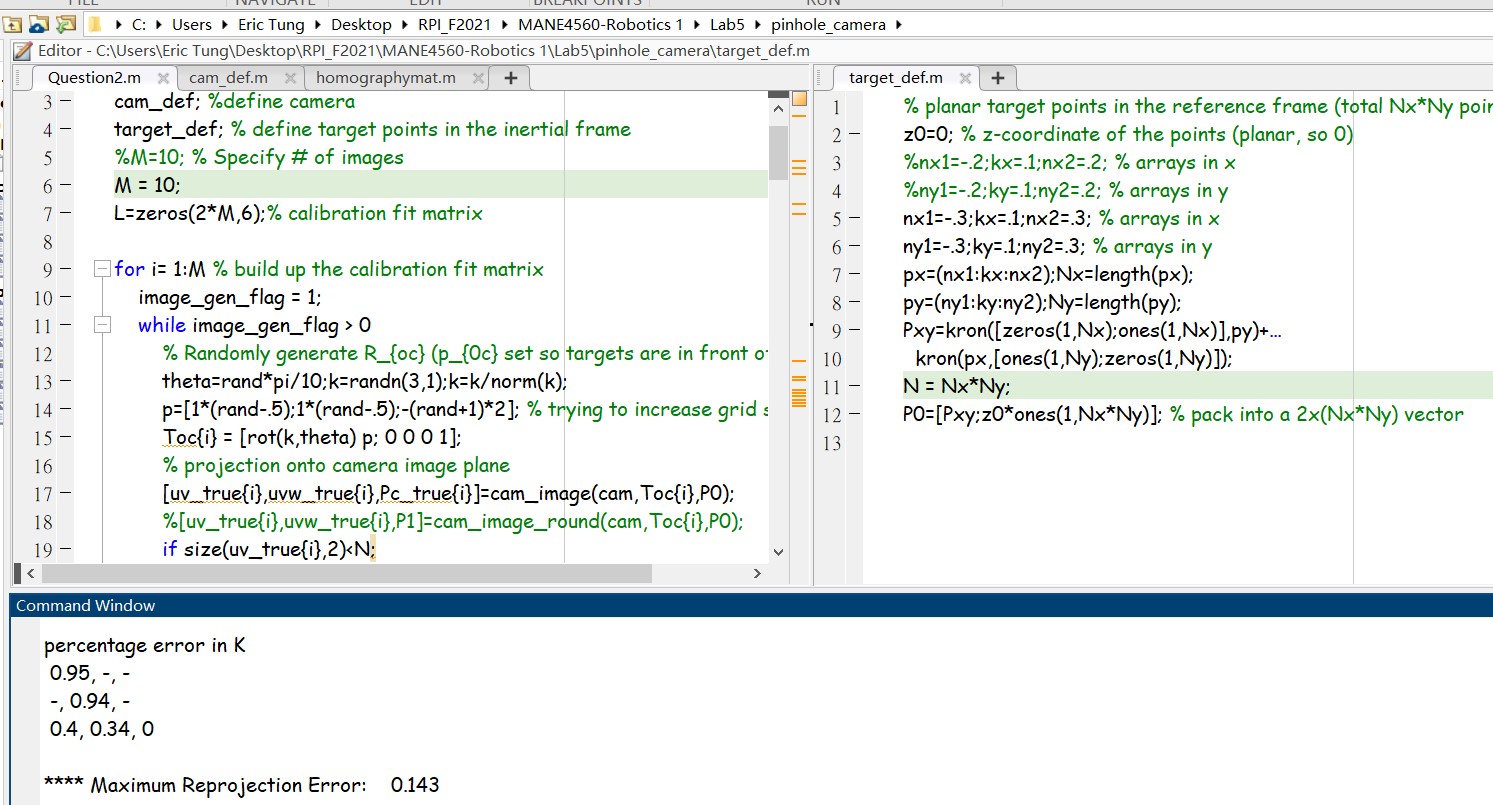 FILE NAVIGATE EDIT BREAKPOINTS RUN
C: Users Eric Tung Desktop RPI_F2021 MANE4560-Robotics 1 Lab5 pinhole_camera
Editor - C:\Users\Eric Tung\Desktop\RPI_F2021\MANE4560-Robotics 1\Lab5\pinhole_camera\target_def.m
Question2.m cam_def.m homographymat.m +
3 cam_def; %define camera
4 target_def; % define target points in the inertial frame
5 %M=10; % Specify # of images
6 M = 10;
7 L=zeros(2*M,6);% calibration fit matrix
8
9 for i= 1:M % build up the calibration fit matrix
10 image_gen_flag = 1;
11 while image_gen_flag > 0
12 % Randomly generate R_{oc} (p_{0c} set so targets are in front
13 theta=rand*pi/10;k=randn(3,1);k=k/norm(k);
14 p=[1*(rand-.5);1*(rand-.5);-(rand+1)*2]; % trying to increase grid
15 Toc{i} = [rot(k,theta) p; 0 0 0 1];
16 % projection onto camera image plane
17 [uv_true{i},uvw_true{i},Pc_true{i}]=cam_image(cam,Toc{i},P0);
18 %[uv_true{i},uvw_true{i},P1]=cam_image_round(cam,Toc{i},P0);
19 if size(uv_true{i},2)<N;
target_def.m +
1 % planar target points in the reference frame (total Nx*Ny
2 z0=0; % z-coordinate of the points (planar, so 0)
3 %nx1=-.2;kx=.1;nx2=.2; % arrays in x
4 %ny1=-.2;ky=.1;ny2=.2; % arrays in y
5 nx1=-.3;kx=.1;nx2=.3; % arrays in x
6 ny1=-.3;ky=.1;ny2=.3; % arrays in y
7 px=(nx1:kx:nx2);Nx=length(px);
8 py=(ny1:ky:ny2);Ny=length(py);
9 Pxy=kron([zeros(1,Nx);ones(1,Nx)],py)+...
10 kron(px,[ones(1,Ny);zeros(1,Ny)]);
11 N = Nx*Ny;
12 P0=[Pxy;z0*ones(1,Nx*Ny)]; % pack into a 2x(Nx*Ny) vector
13
Command Window
percentage error in K
0.95, -, -
-, 0.94, -
0.4, 0.34, 0
**** Maximum Reprojection Error: 0.143